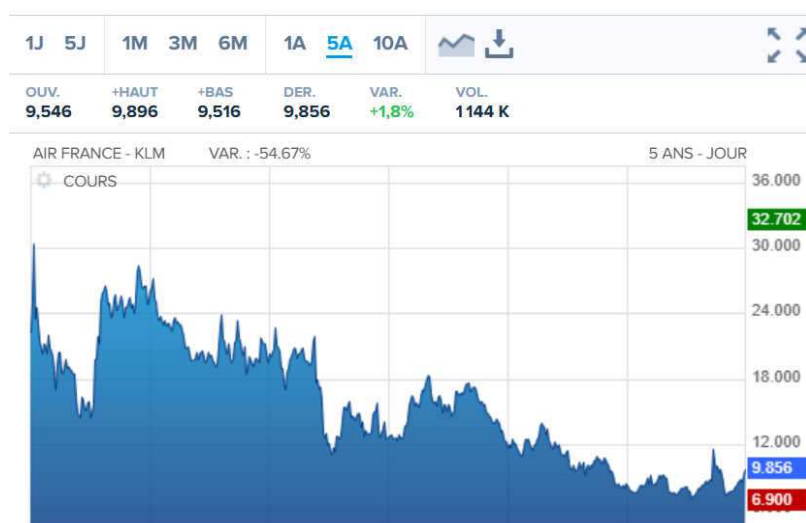 1J 5J 1M 3M 6M 1A 5A 10A
OUV. +HAUT +BAS DER. VAR. VOL.
9,546 9,896 9,516 9,856 +1,8% 1144 K
AIR FRANCE - KLM VAR. : -54.67% 5 ANS - JOUR
COURS
36.000
32.702
30.000
24.000
18.000
12.000
9.856
6.900